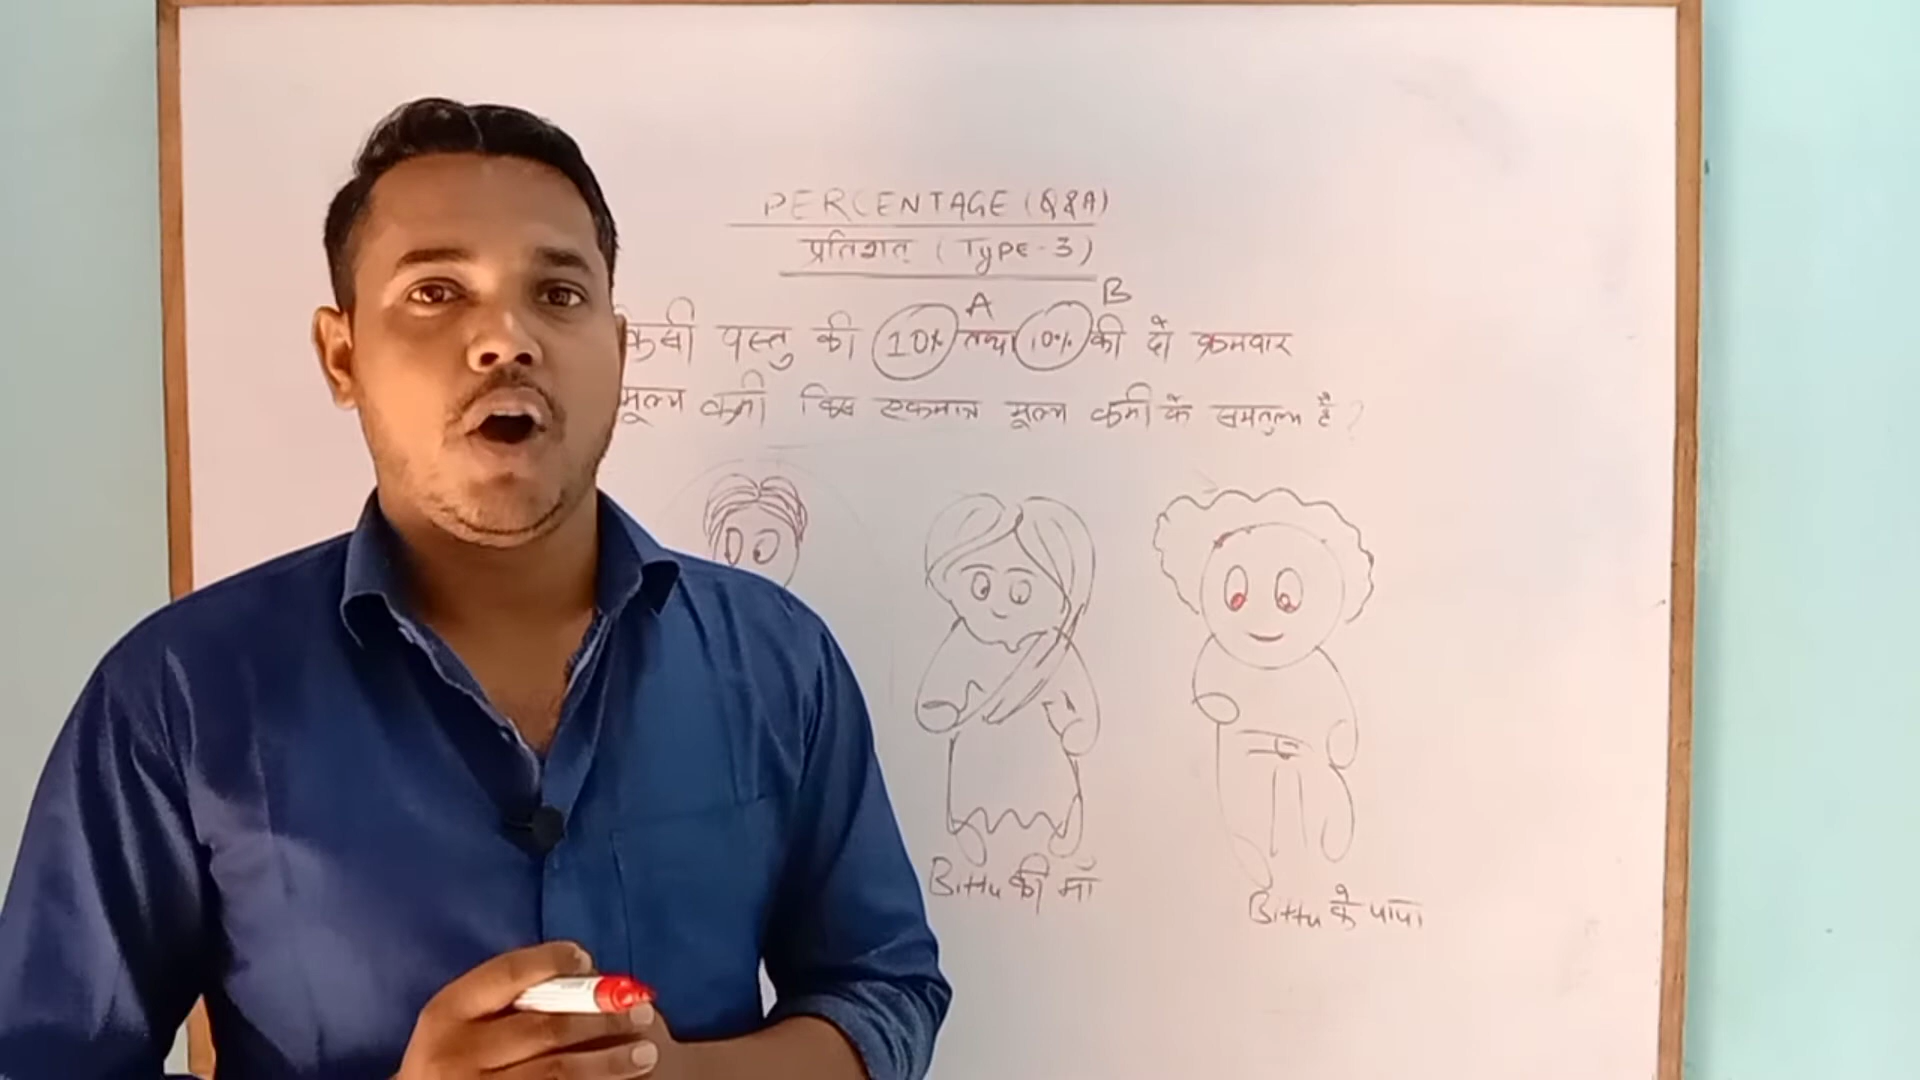 PERCENTAGE (Q&A)
प्रतिशत (Type-3)
A B
किसी वस्तु की 10% तथा 10% की दो क्रमवार
मूल्य कमी किस एकमात्र मूल्य कमी के समतुल्य है?
Bittu की माँ
Bittu के पापा